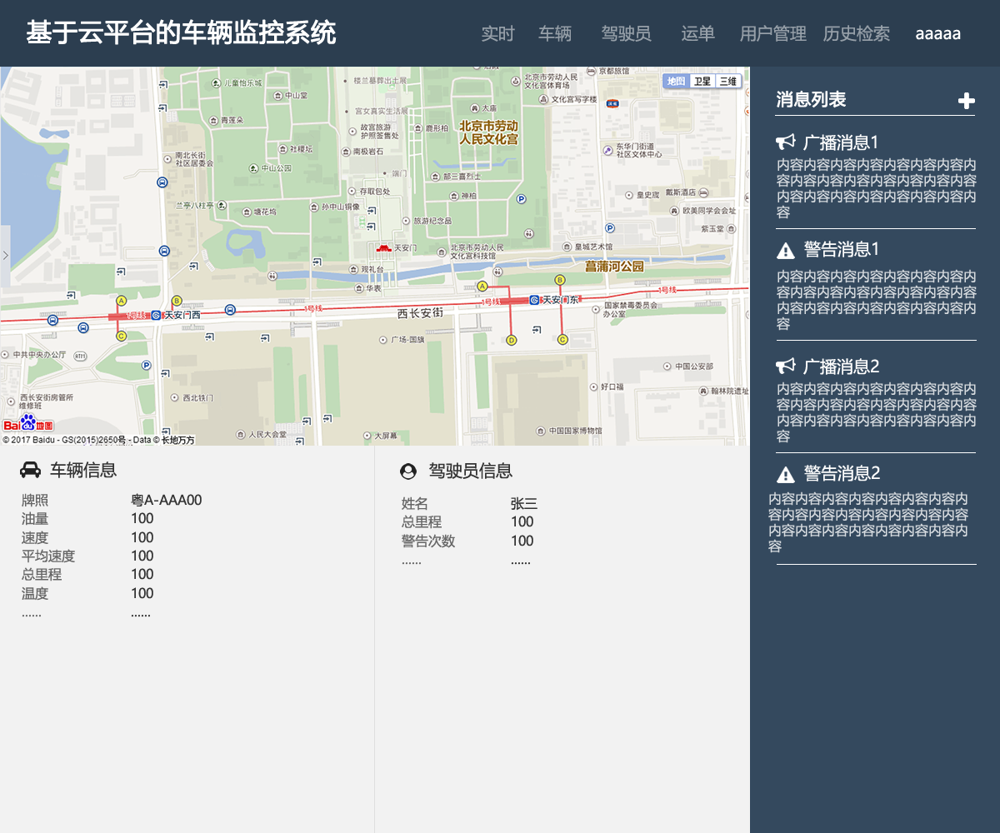 基于云平台的车辆监控系统
实时 车辆 驾驶员 运单 用户管理 历史检索 aaaaa
儿童怡乐城
中山堂
青莲朵
楼兰墓葬出土展
宫女真实生活展
故宫旅游
护照签售处
南极岩石
鹿形柏
太庙
北京市劳动人民
文化宫体育场
京都旅馆
文化宫写字楼
地图 卫星 三维
北京市劳动
人民文化宫
东华门街道
社区文体中心
南北长街
社区居委会
社稷坛
中山公园
端门
郜三喜烈士
存取包处
神柏
皇史宬
戴斯酒店
兰亭八柱亭
塘花坞
孙中山铜像
旅游纪念品
欧美同学会会址
紫玉堂
天安门
北京市劳动人民
文化宫科技馆
皇城艺术馆
菖蒲河公园
观礼台
华表
A
B
C
1号线
天安门西
1号线
西长安街
A
B
1号线
天安门东
1号线
D
C
国家禁毒委员会
办公室
P
P
P
广场-国旗
中共中央办公厅
中国公安部
西长安街房管所
维修班
西北铁门
好口福
翰林院遗址
人民大会堂
大屏幕
中国国家博物馆
Bai du 地图
© 2017 Baidu - GS(2015)2650号 - Data © 长地万方
车辆信息
牌照 粤A-AAA00
油量 100
速度 100
平均速度 100
总里程 100
温度 100
...... ......
驾驶员信息
姓名 张三
总里程 100
警告次数 100
...... ......
消息列表
广播消息1
内容内容内容内容内容内容内容内
容内容内容内容内容内容内容内容
内容内容内容内容内容内容内容内
容
警告消息1
内容内容内容内容内容内容内容内
容内容内容内容内容内容内容内容
内容内容内容内容内容内容内容内
容
广播消息2
内容内容内容内容内容内容内容内
容内容内容内容内容内容内容内容
内容内容内容内容内容内容内容内
容
警告消息2
内容内容内容内容内容内容内容内
容内容内容内容内容内容内容内容
内容内容内容内容内容内容内容内
容